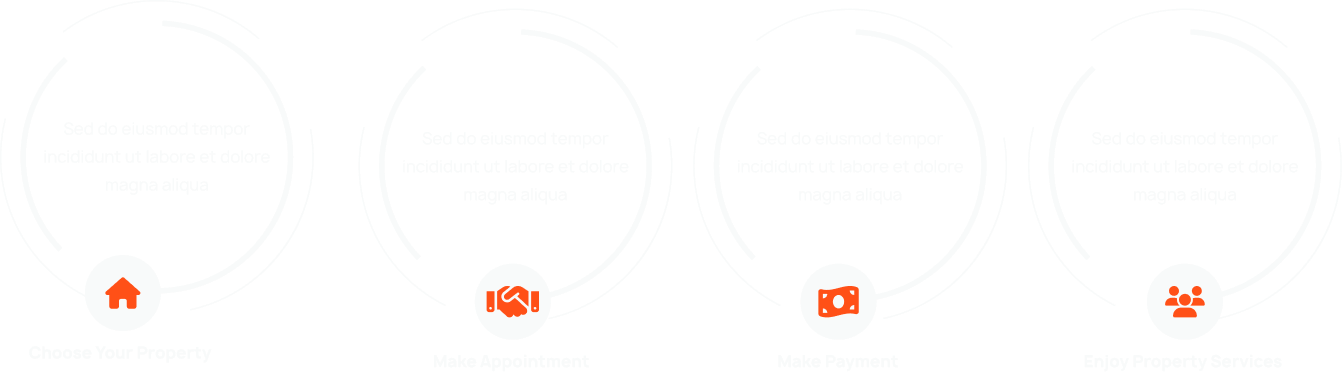 Sed do eiusmod tempor
incididunt ut labore et dolore
magna aliqua
Choose Your Property
Sed do eiusmod tempor
incididunt ut labore et dolore
magna aliqua
Make Appointment
Sed do eiusmod tempor
incididunt ut labore et dolore
magna aliqua
Make Payment
Sed do eiusmod tempor
incididunt ut labore et dolore
magna aliqua
Enjoy Property Services